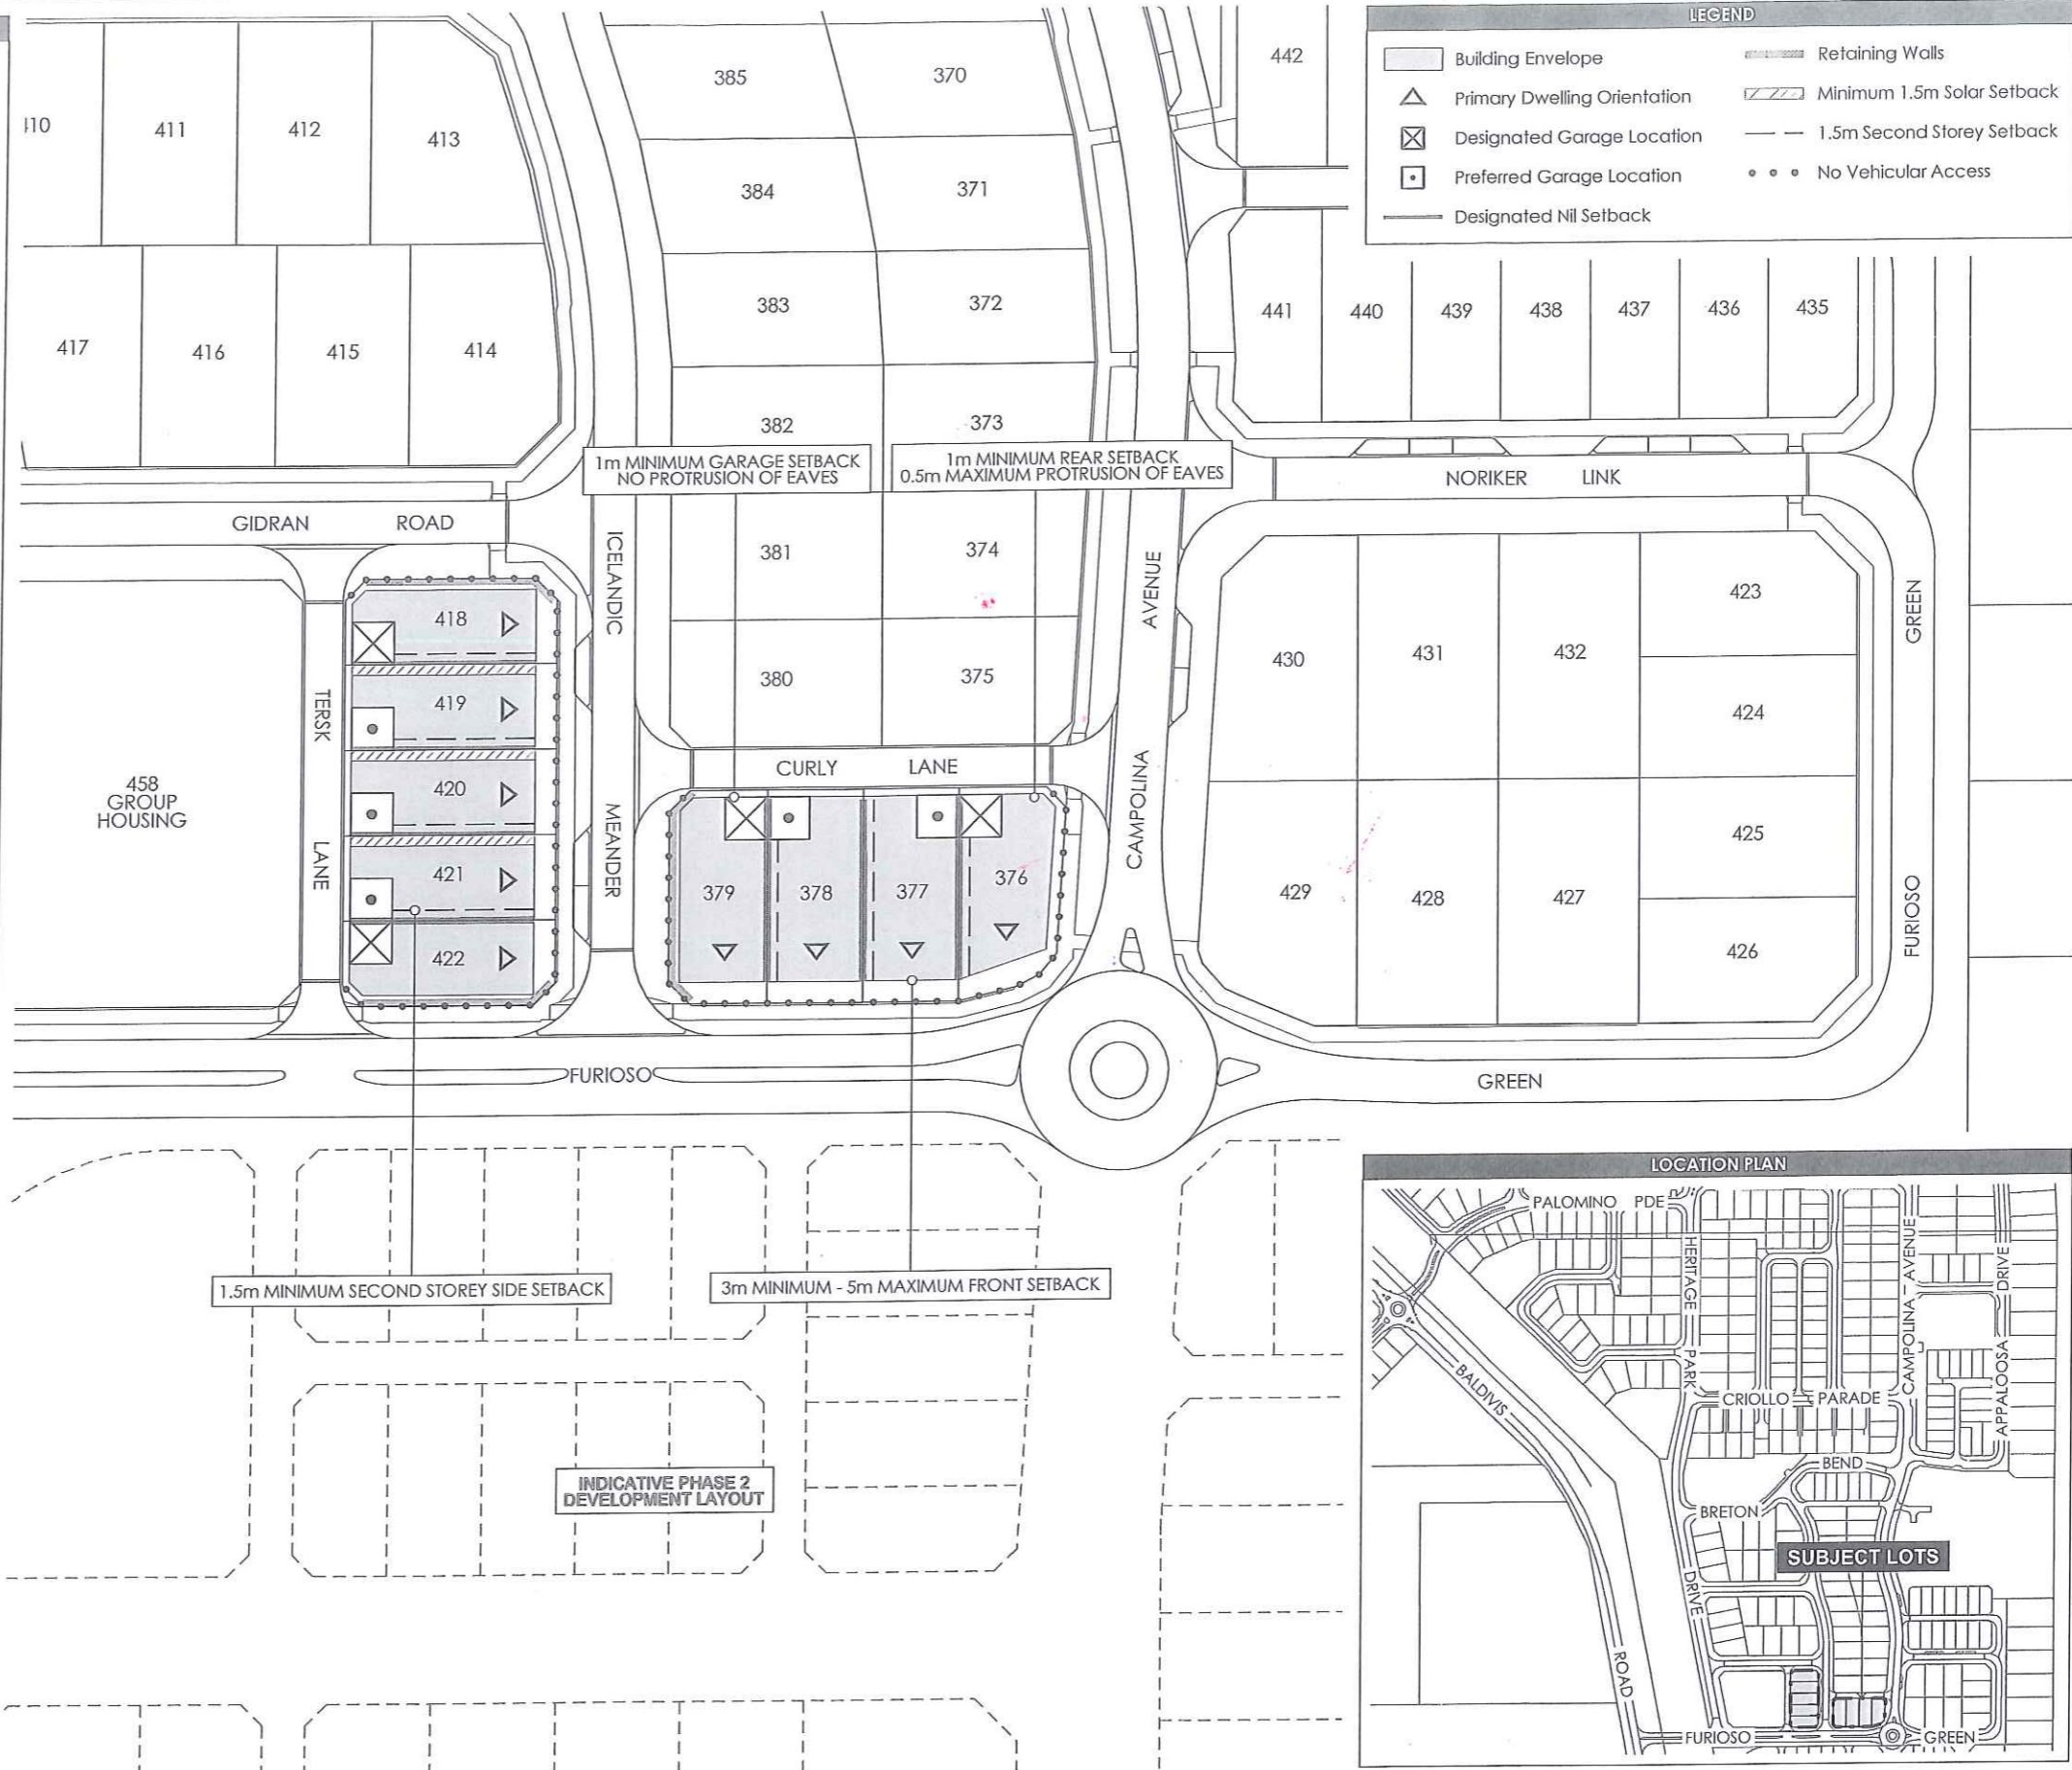 LEGEND
Building Envelope
Primary Dwelling Orientation
Designated Garage Location
Preferred Garage Location
Designated Nil Setback
Retaining Walls
Minimum 1.5m Solar Setback
1.5m Second Storey Setback
No Vehicular Access
411
412
413
417
416
415
414
385
370
384
371
383
372
382
373
442
441
440
439
438
437
436
435
1m MINIMUM GARAGE SETBACK
NO PROTRUSION OF EAVES
1m MINIMUM REAR SETBACK
0.5m MAXIMUM PROTRUSION OF EAVES
NORIKER LINK
GIDRAN ROAD
ICELANDIC
MEANDER
381
374
380
375
CAMPOLINA
AVENUE
CURLY LANE
418
419
420
421
422
TERSK
LANE
458
GROUP
HOUSING
379
378
377
376
430
431
432
423
424
425
426
429
428
427
GREEN
FURIOSO
FURIOSO
GREEN
1.5m MINIMUM SECOND STOREY SIDE SETBACK
3m MINIMUM - 5m MAXIMUM FRONT SETBACK
INDICATIVE PHASE 2
DEVELOPMENT LAYOUT
LOCATION PLAN
PALOMINO PDE
HERITAGE
PARK
DRIVE
CAMPOLINA AVENUE
APPALOOSA DRIVE
CRIOLLO PARADE
BALDIVIS
ROAD
BEND
BRETON
SUBJECT LOTS
FURIOSO
GREEN